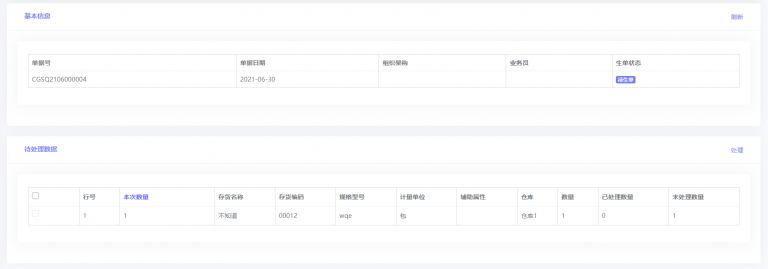 基本信息 刷新
单据号 单据日期 组织架构 业务员 生单状态
CGSQ2106000004 2021-06-30 待生单
待处理数据 处理
行号 本次数量 存货名称 存货编码 规格型号 计量单位 辅助属性 仓库 数量 已处理数量 未处理数量
1 1 不知道 00012 wqe 包 仓库1 1 0 1